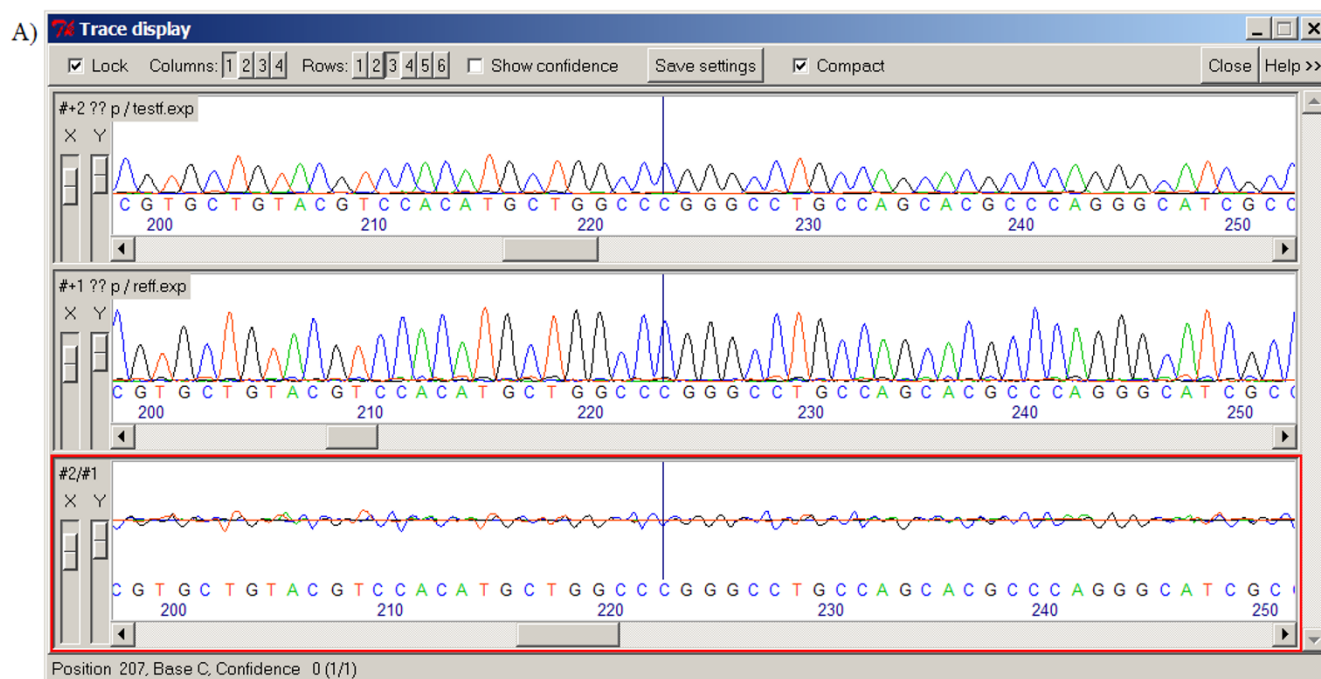 A)
Tk Trace display
Lock Columns: 1 2 3 4 Rows: 1 2 3 4 5 6 Show confidence Save settings Compact Close Help >>
#+2 ?? p / testf.exp
X Y
C G T G C T G T A C G T C C A C A T G C T G G C C C G G G C C T G C C A G C A C G C C C A G G G C A T C G C C
200 210 220 230 240 250
#+1 ?? p / reff.exp
X Y
C G T G C T G T A C G T C C A C A T G C T G G C C C G G G C C T G C C A G C A C G C C C A G G G C A T C G C C
200 210 220 230 240 250
#2/#1
X Y
C G T G C T G T A C G T C C A C A T G C T G G C C C G G G C C T G C C A G C A C G C C C A G G G C A T C G C C
200 210 220 230 240 250
Position 207, Base C, Confidence 0 (1/1)